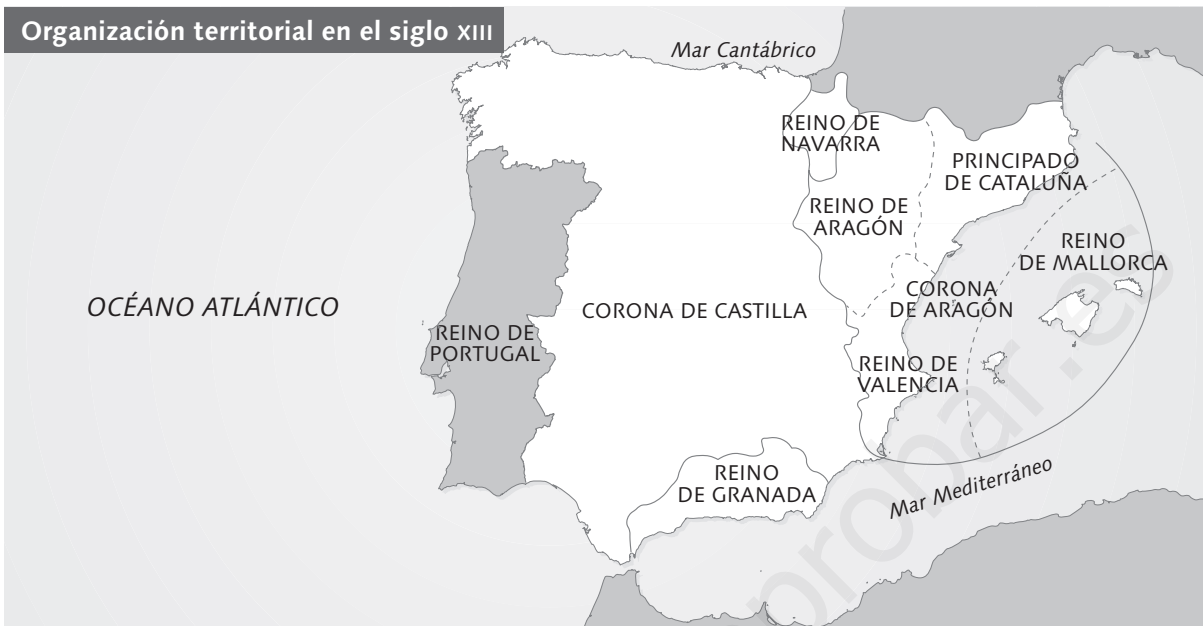 Organización territorial en el siglo XIII
Mar Cantábrico
REINO DE
NAVARRA
PRINCIPADO
DE CATALUÑA
REINO DE
ARAGÓN
REINO
DE MALLORCA
OCÉANO ATLÁNTICO
CORONA DE CASTILLA
CORONA
DE ARAGÓN
REINO DE
PORTUGAL
REINO DE
VALENCIA
REINO
DE GRANADA
Mar Mediterráneo
probar.es